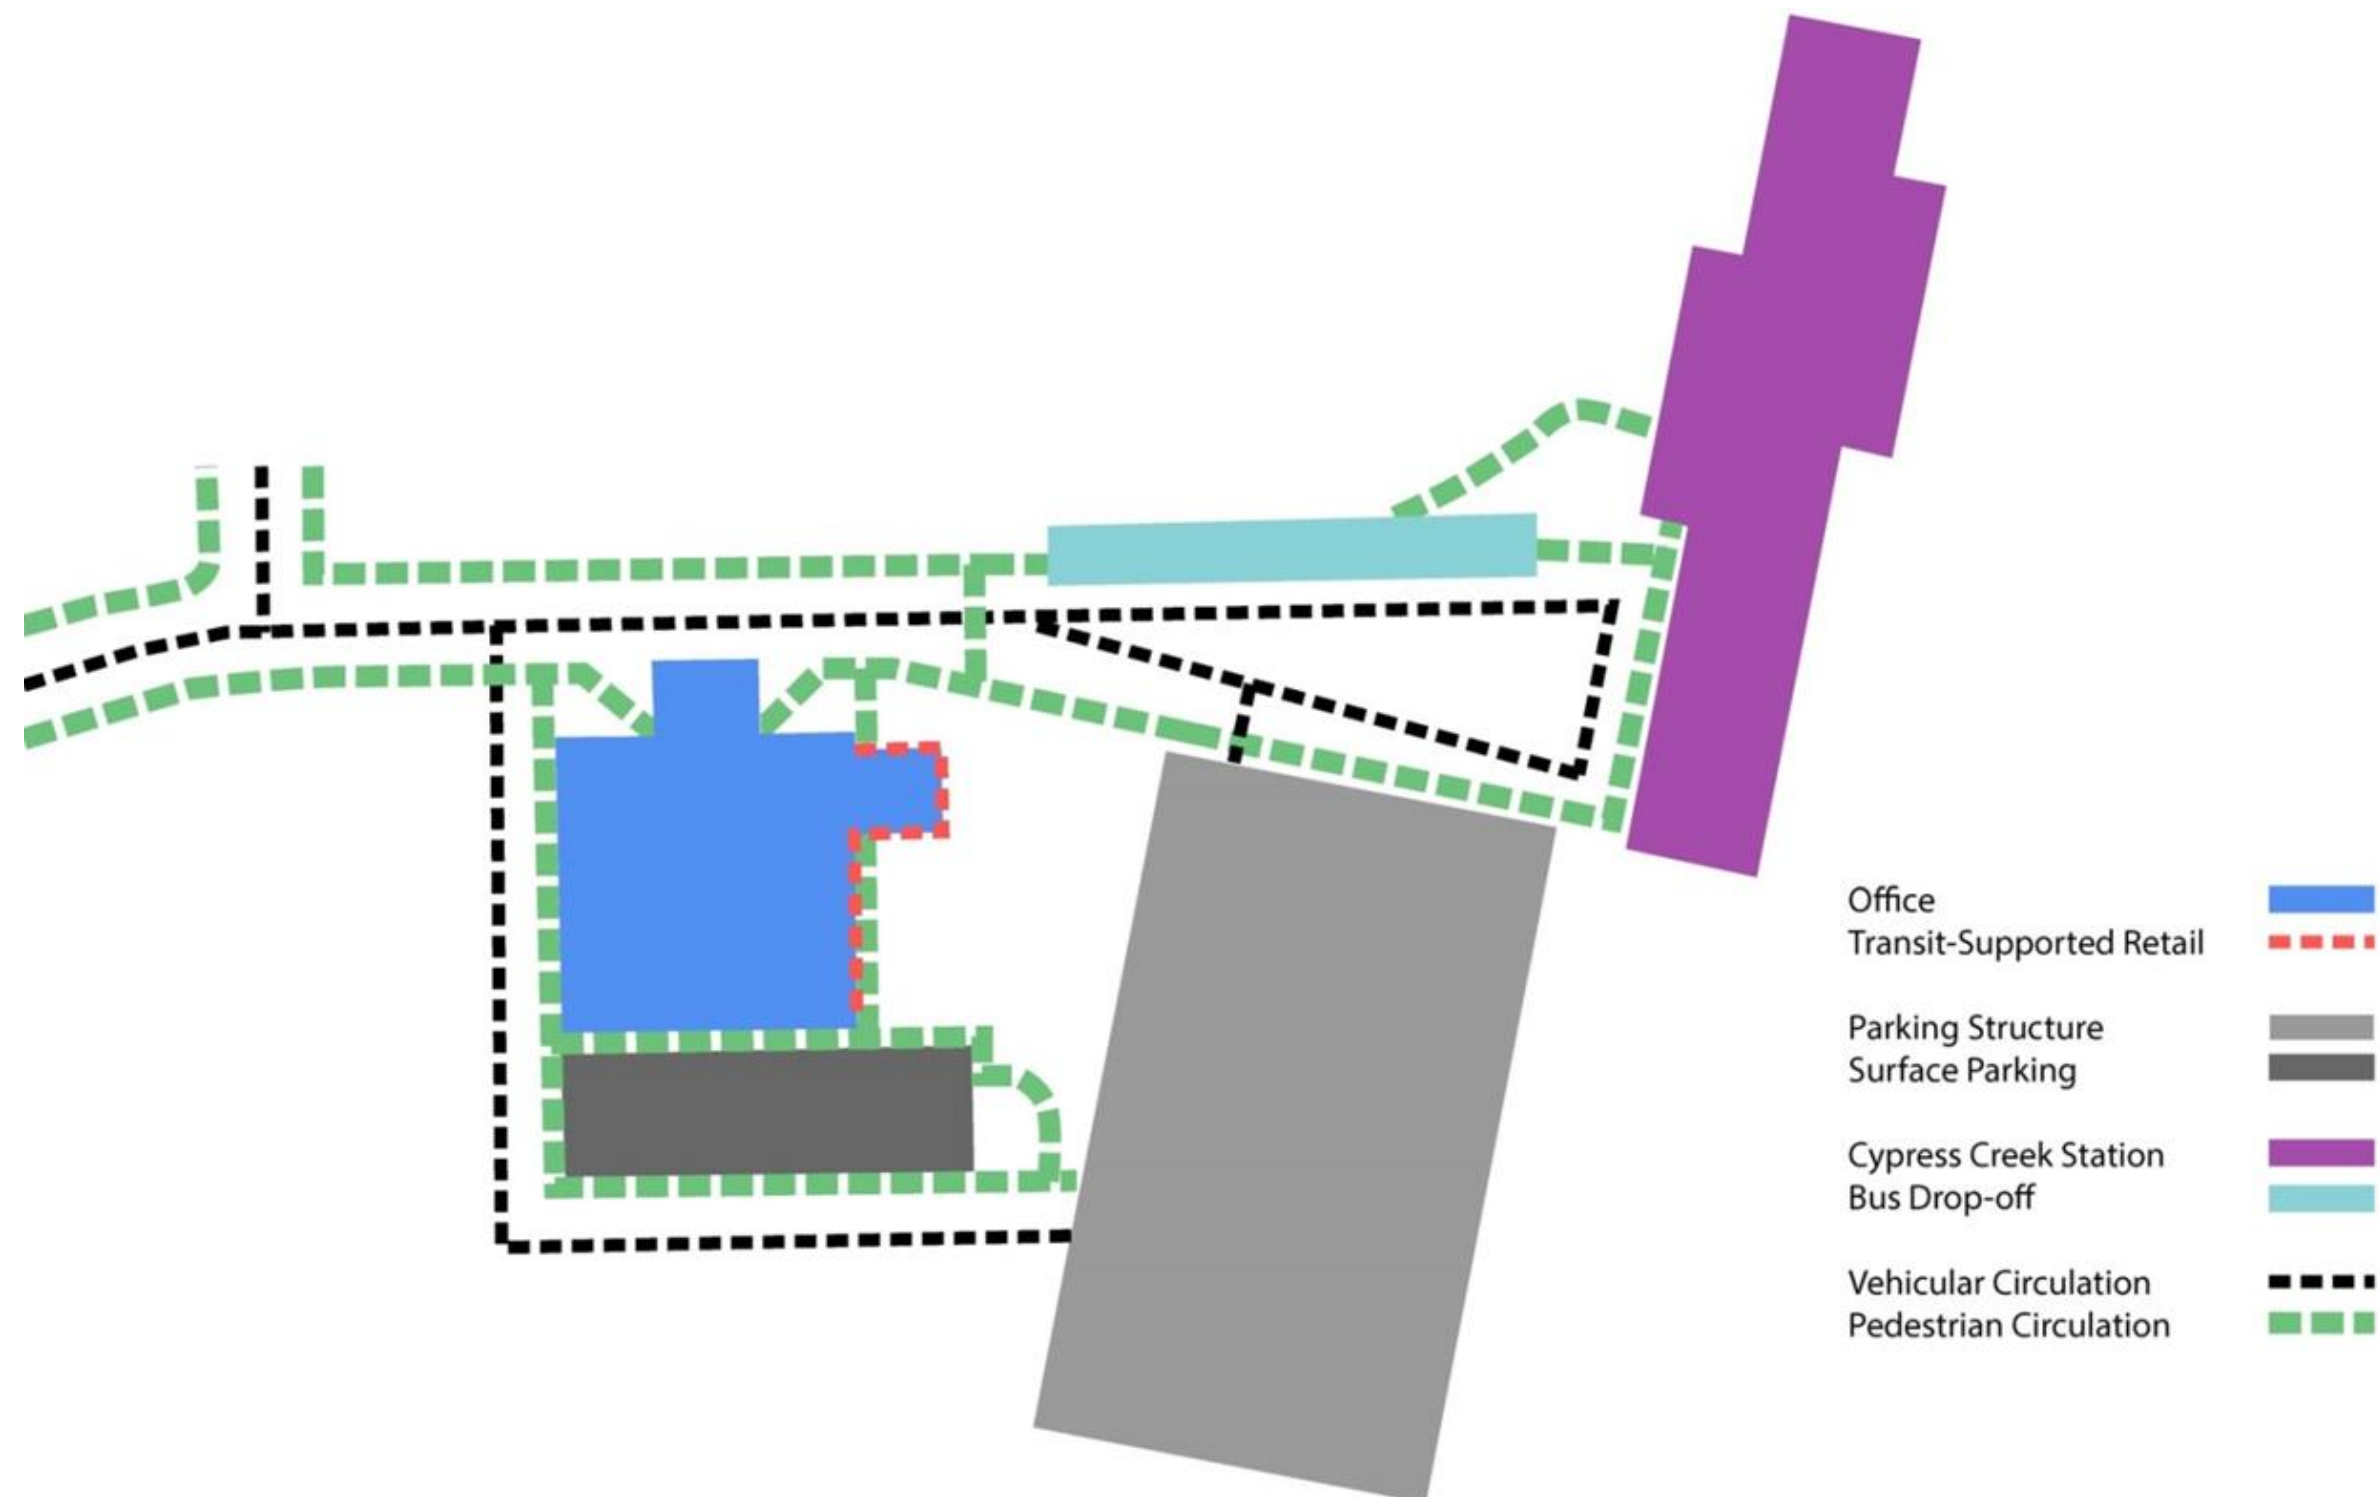 Office
Transit-Supported Retail
Parking Structure
Surface Parking
Cypress Creek Station
Bus Drop-off
Vehicular Circulation
Pedestrian Circulation